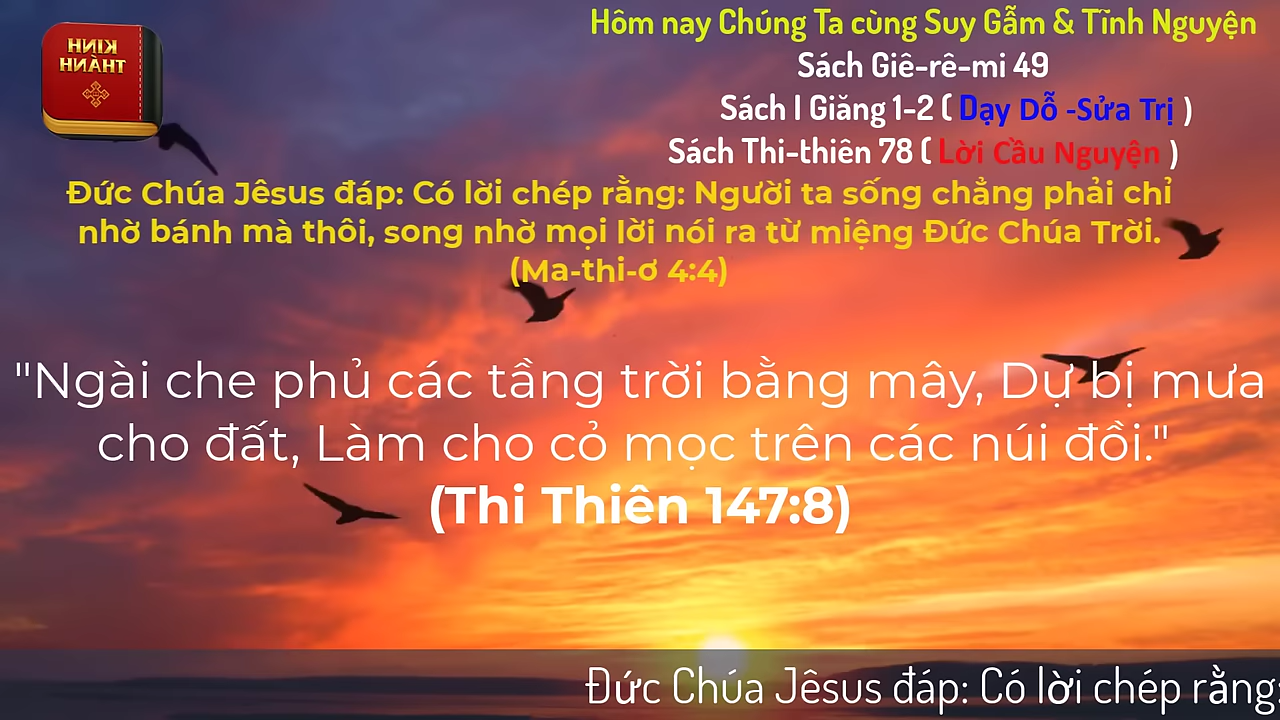 KINH
THÀNH
Hôm nay Chúng Ta cùng Suy Gẫm & Tĩnh Nguyện
Sách Giê-rê-mi 49
Sách I Giăng 1-2 ( Dạy Dỗ -Sửa Trị )
Sách Thi-thiên 78 ( Lời Cầu Nguyện )
Đức Chúa Jêsus đáp: Có lời chép rằng: Người ta sống chẳng phải chỉ
nhờ bánh mà thôi, song nhờ mọi lời nói ra từ miệng Đức Chúa Trời.
(Ma-thi-ơ 4:4)
"Ngài che phủ các tầng trời bằng mây, Dự bị mưa
cho đất, Làm cho cỏ mọc trên các núi đồi."
(Thi Thiên 147:8)
Đức Chúa Jêsus đáp: Có lời chép rằng: